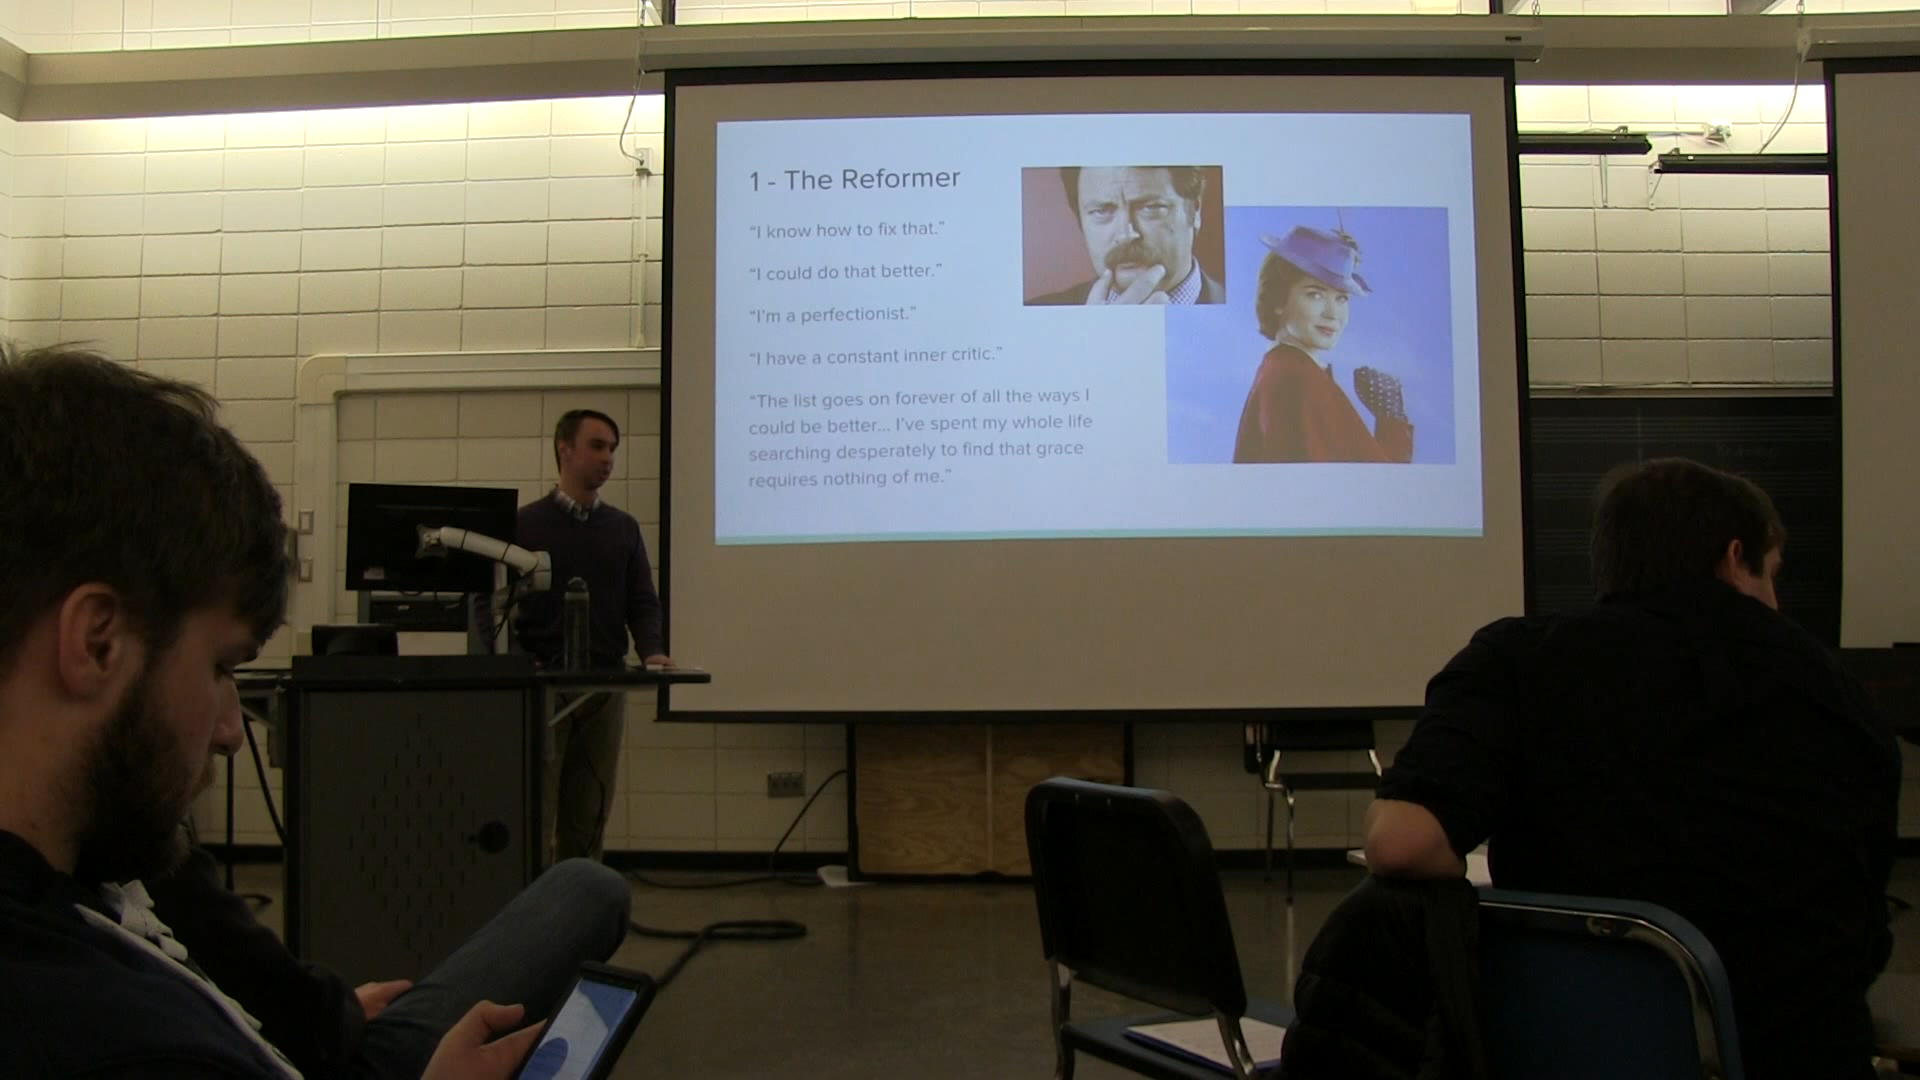 1 - The Reformer
“I know how to fix that.”
“I could do that better.”
“I’m a perfectionist.”
“I have a constant inner critic.”
“The list goes on forever of all the ways I
could be better... I’ve spent my whole life
searching desperately to find that grace
requires nothing of me.”